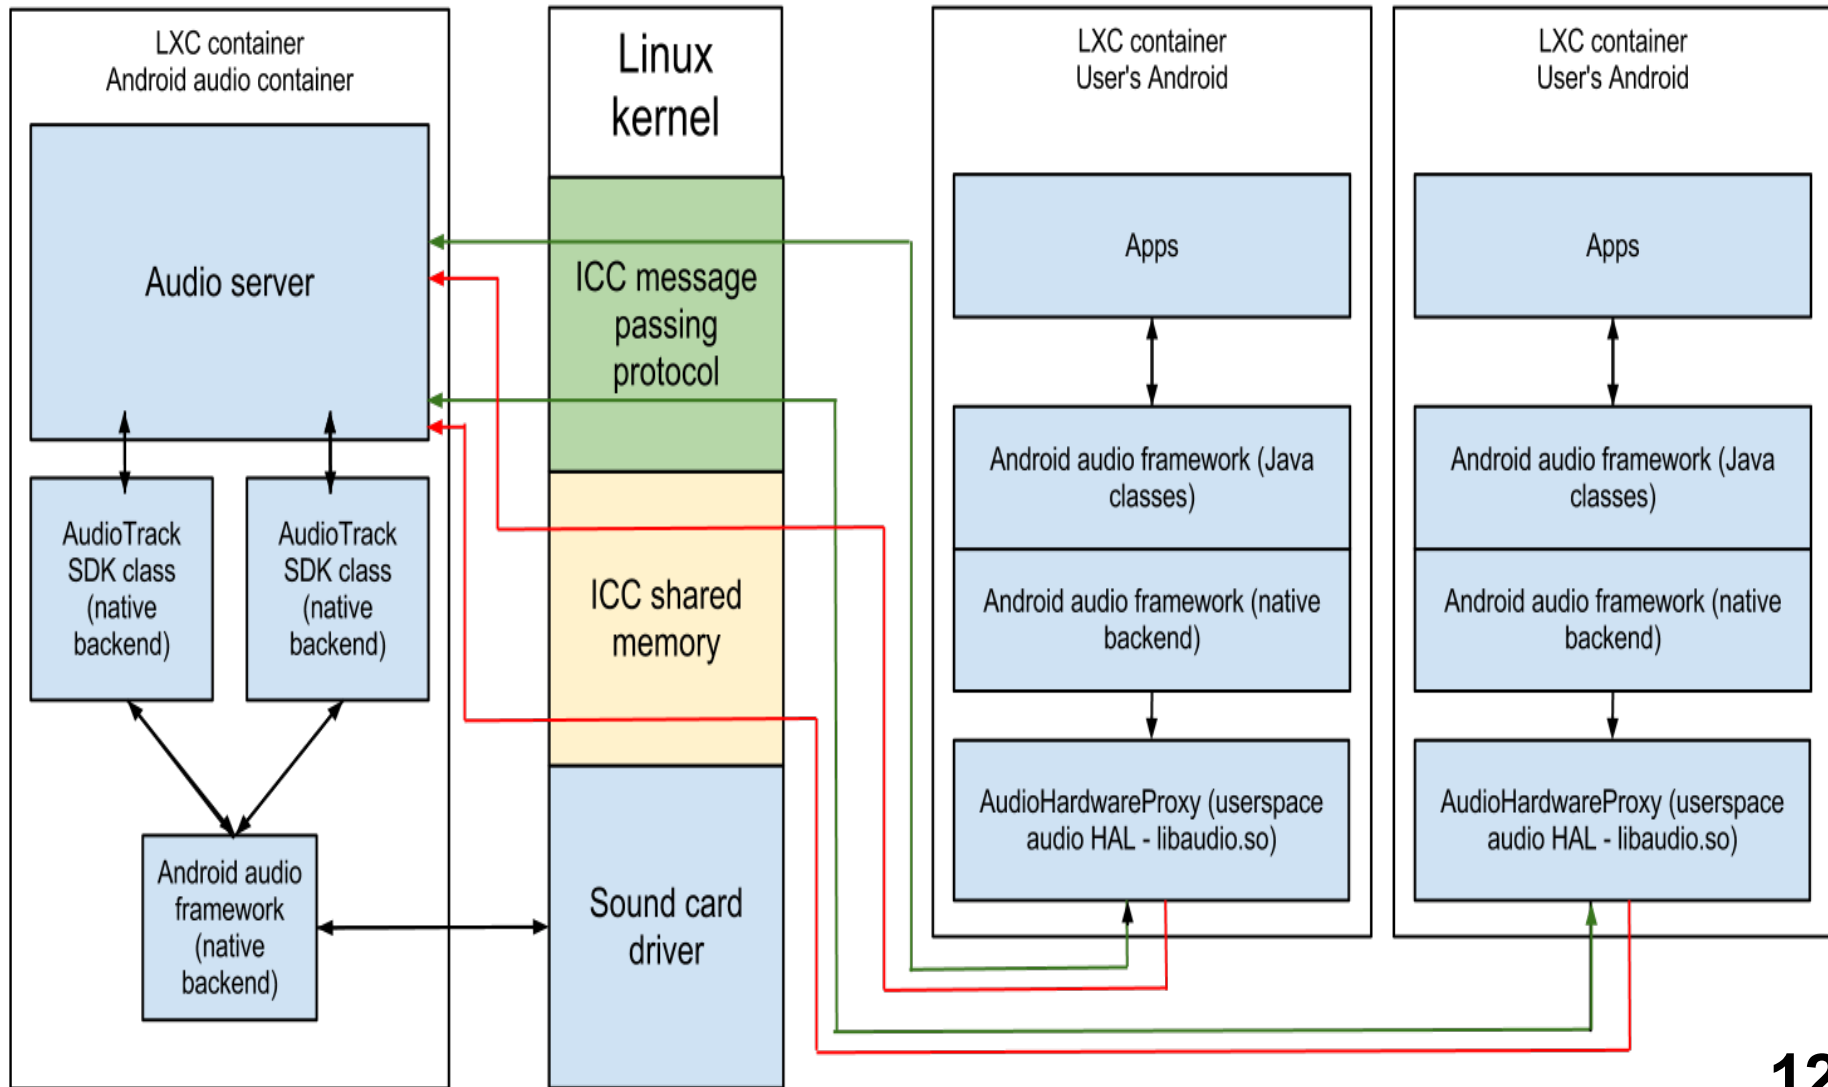 LXC container
Android audio container
Audio server
AudioTrack
SDK class
(native
backend)
AudioTrack
SDK class
(native
backend)
Android audio
framework
(native
backend)
Linux
kernel
ICC message
passing
protocol
ICC shared
memory
Sound card
driver
LXC container
User's Android
Apps
Android audio framework (Java
classes)
Android audio framework (native
backend)
AudioHardwareProxy (userspace
audio HAL - libaudio.so)
LXC container
User's Android
Apps
Android audio framework (Java
classes)
Android audio framework (native
backend)
AudioHardwareProxy (userspace
audio HAL - libaudio.so)
12